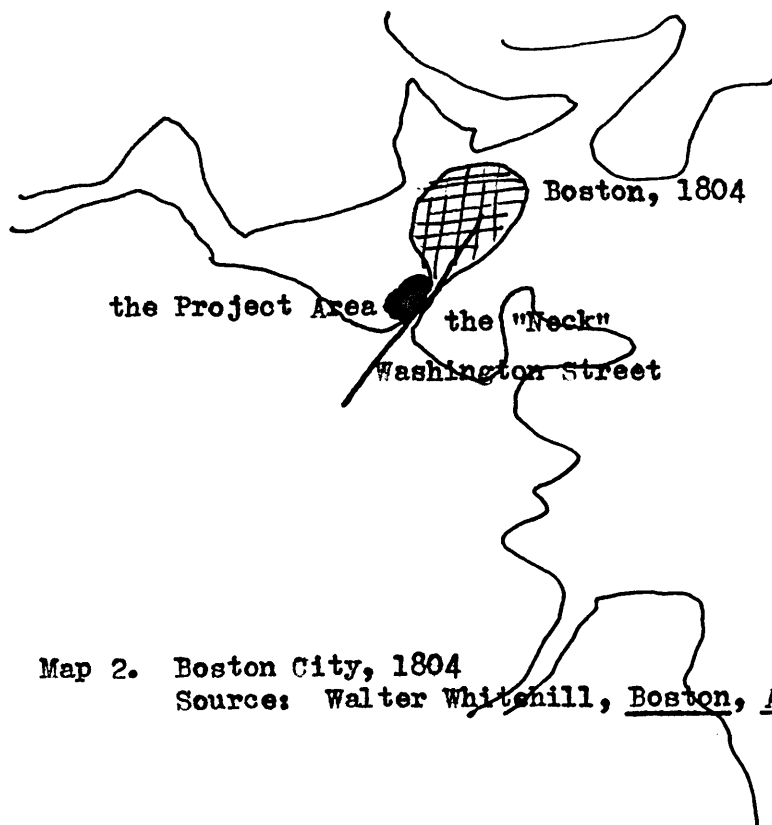 Boston, 1804
the Project Area
the "Neck"
Washington Street
Map 2. Boston City, 1804
Source: Walter Whitehill, Boston,